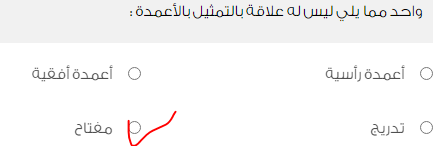 واحد مما يلي ليس له علاقة بالتمثيل بالأعمدة :
أعمدة رأسية
أعمدة أفقية
تدريج
مفتاح